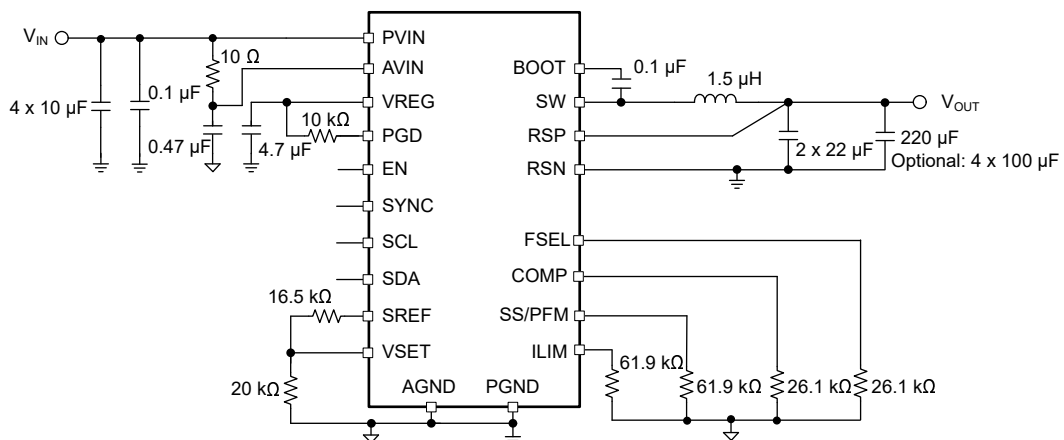 V_IN
PVIN
10 Ω
AVIN
BOOT
0.1 µF
0.1 µF
1.5 µH
4 x 10 µF
VREG
SW
V_OUT
10 kΩ
PGD
RSP
220 µF
0.47 µF
4.7 µF
2 x 22 µF
Optional: 4 x 100 µF
EN
RSN
SYNC
SCL
FSEL
SDA
COMP
16.5 kΩ
SREF
SS/PFM
VSET
ILIM
61.9 kΩ
20 kΩ
AGND
PGND
61.9 kΩ
26.1 kΩ
26.1 kΩ